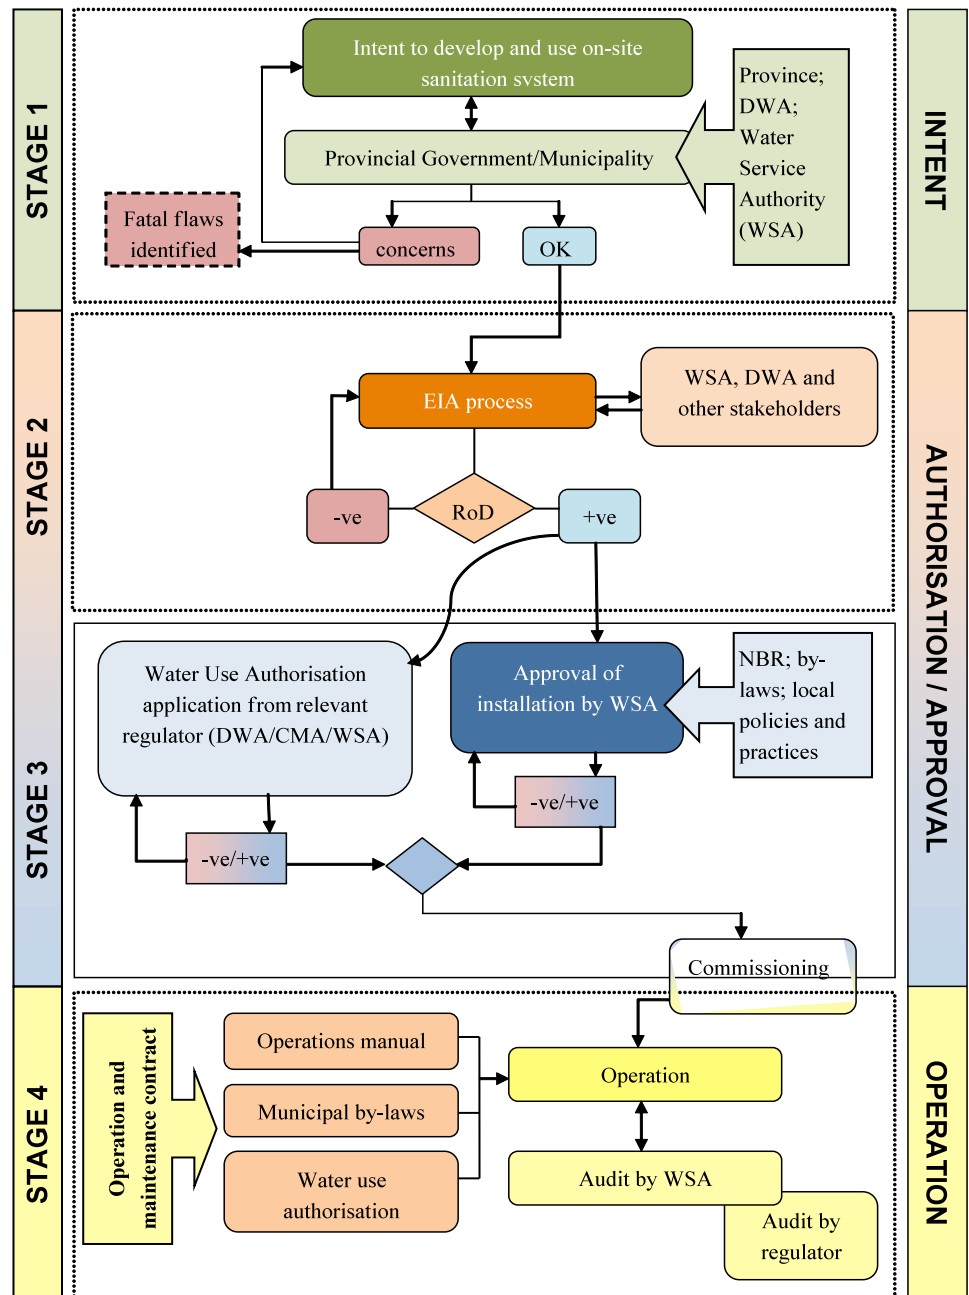 STAGE 1
INTENT
Intent to develop and use on-site
sanitation system
Province;
DWA;
Water
Service
Authority
(WSA)
Provincial Government/Municipality
Fatal flaws
identified
concerns
OK
STAGE 2
AUTHORISATION / APPROVAL
EIA process
WSA, DWA and
other stakeholders
-ve
RoD
+ve
STAGE 3
Water Use Authorisation
application from relevant
regulator (DWA/CMA/WSA)
Approval of
installation by WSA
NBR; by-
laws; local
policies and
practices
-ve/+ve
-ve/+ve
Commissioning
STAGE 4
OPERATION
Operation and
maintenance contract
Operations manual
Municipal by-laws
Water use
authorisation
Operation
Audit by WSA
Audit by
regulator